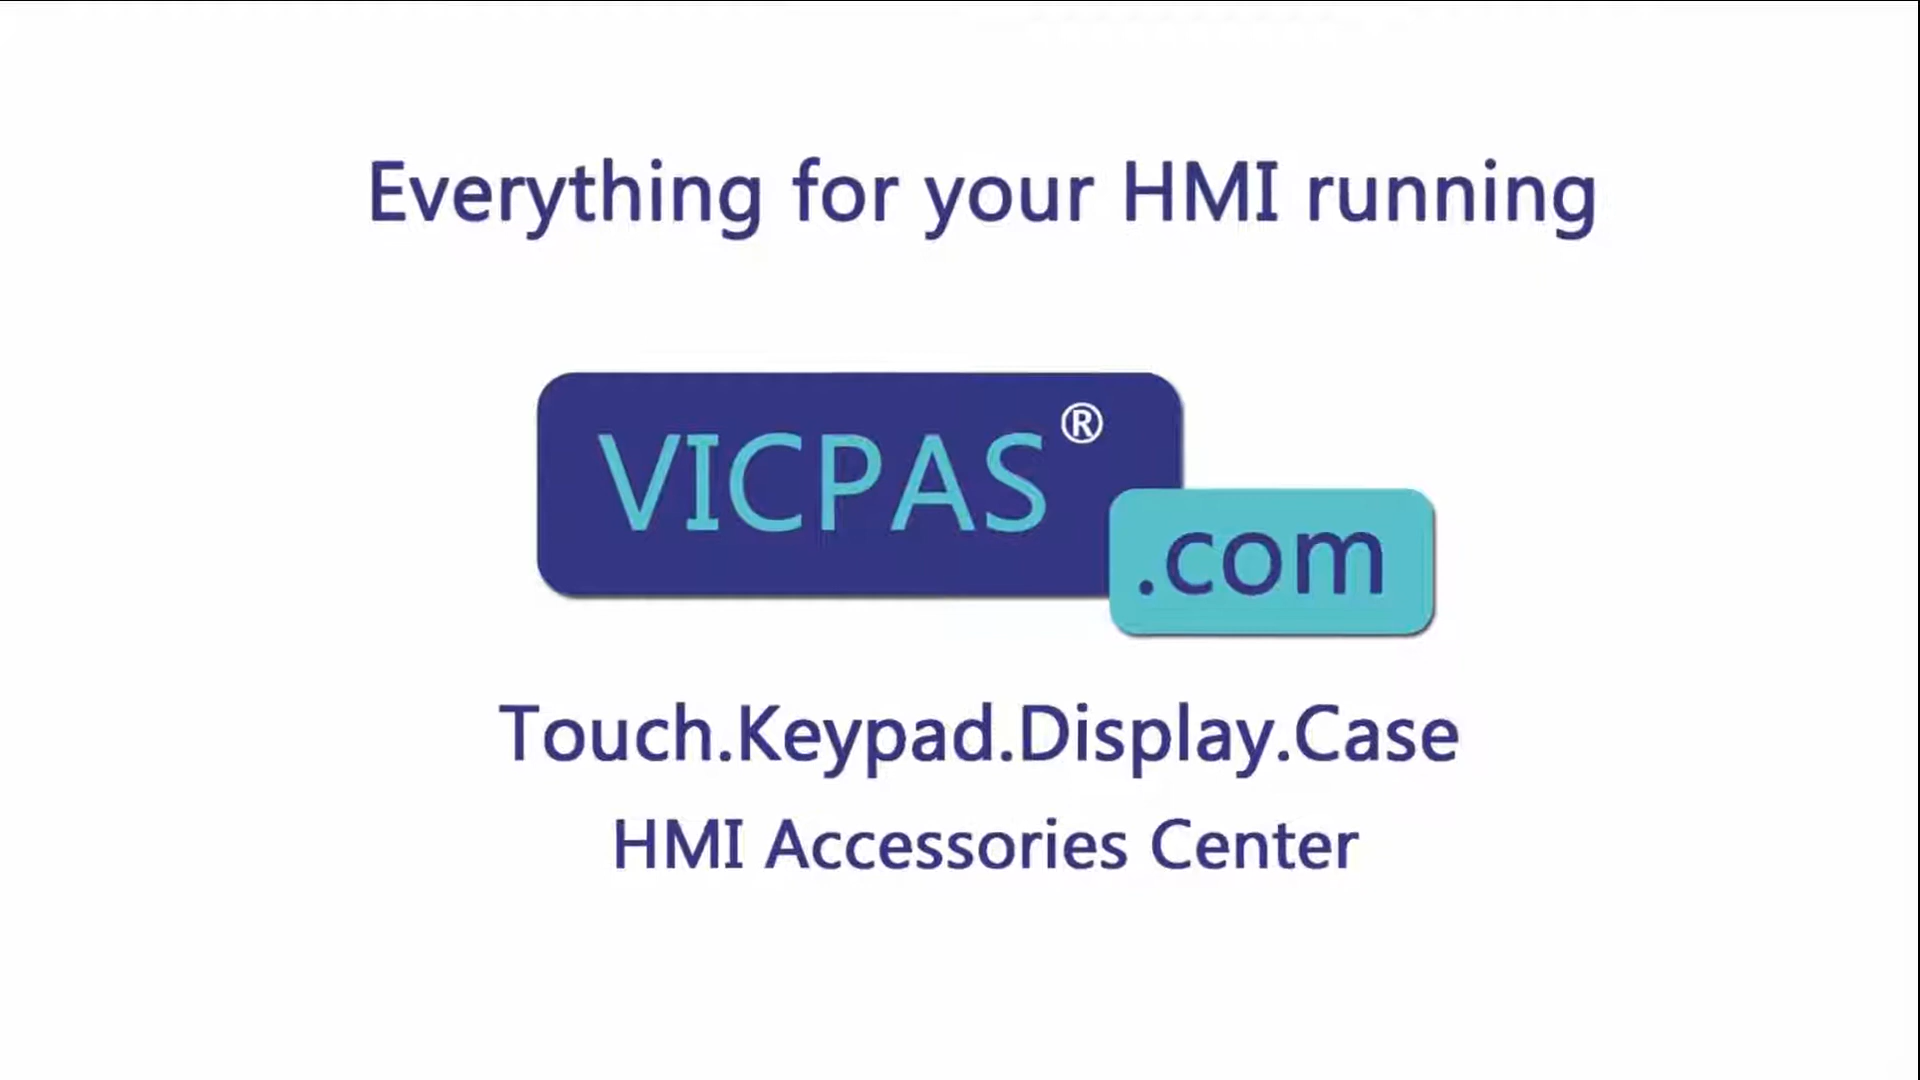 Everything for your HMI running
VICPAS®
.com
Touch.Keypad.Display.Case
HMI Accessories Center